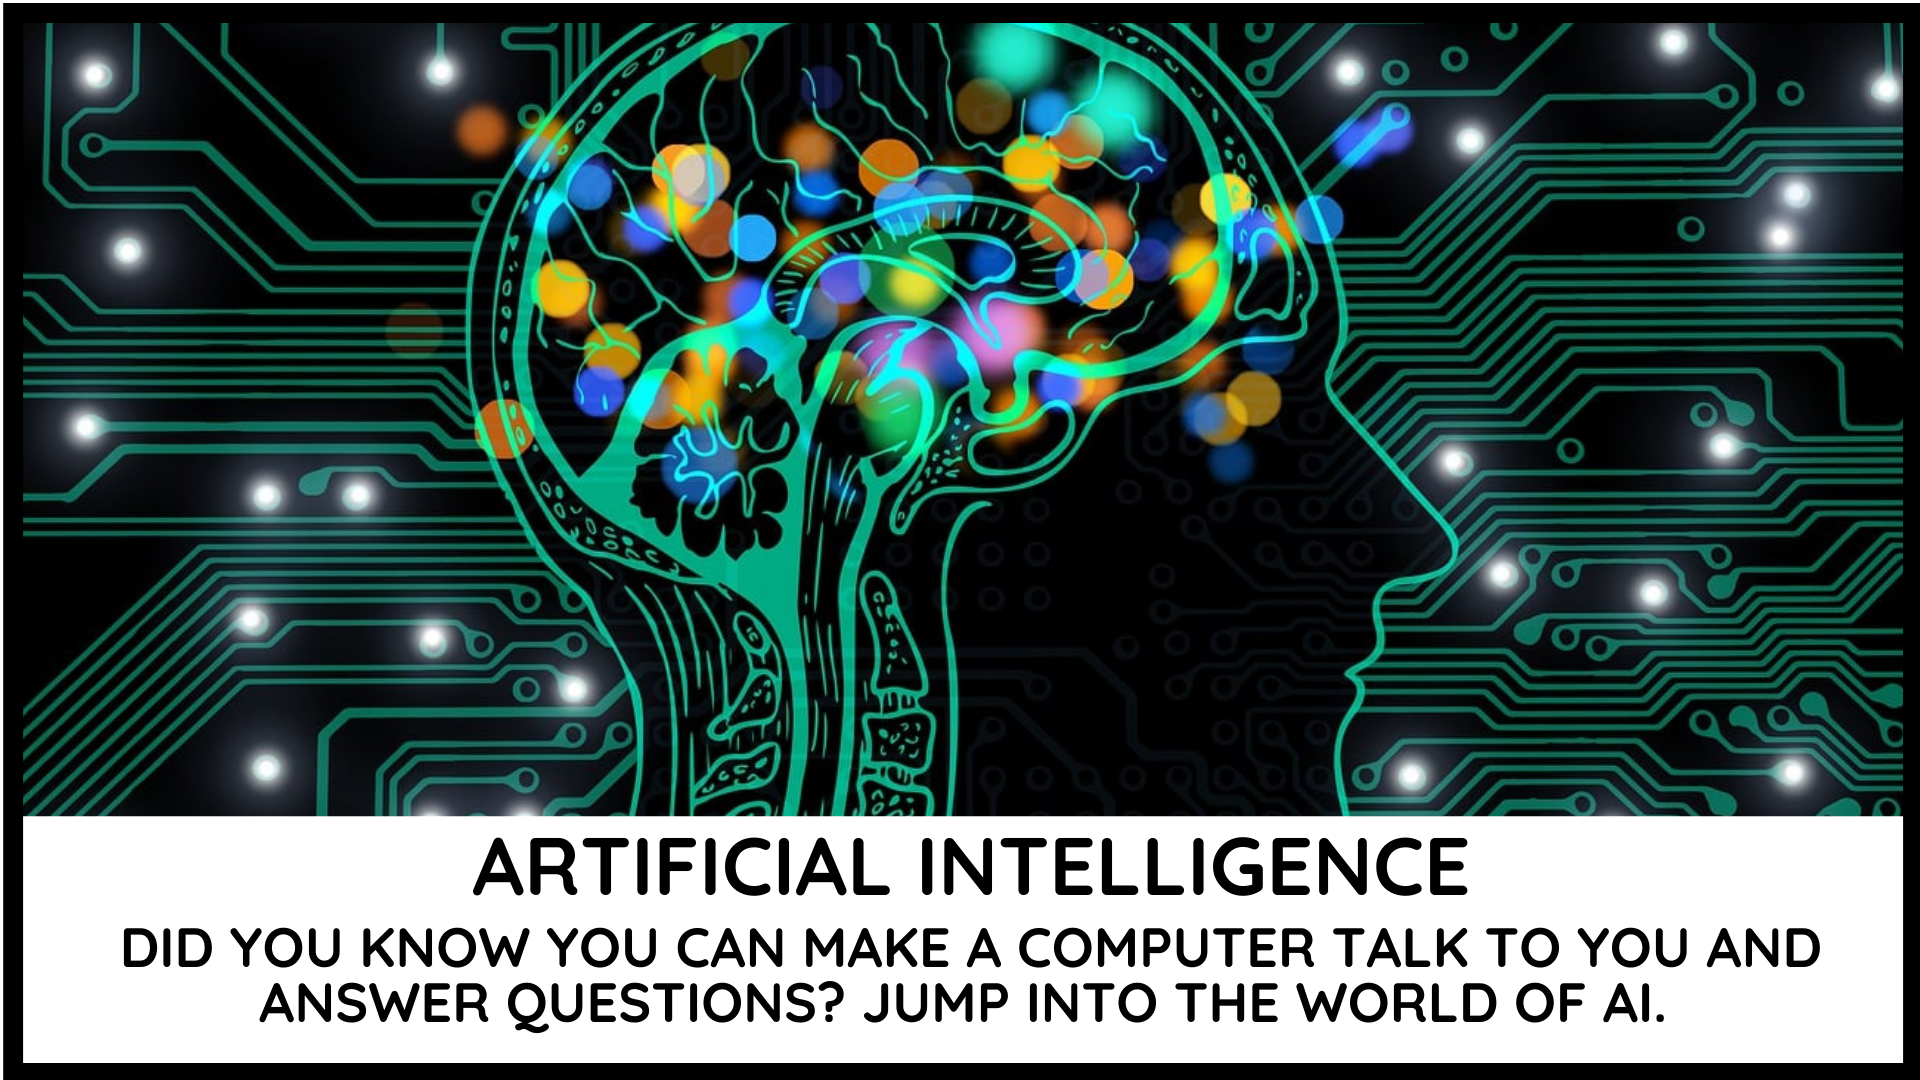 ARTIFICIAL INTELLIGENCE
DID YOU KNOW YOU CAN MAKE A COMPUTER TALK TO YOU AND
ANSWER QUESTIONS? JUMP INTO THE WORLD OF AI.